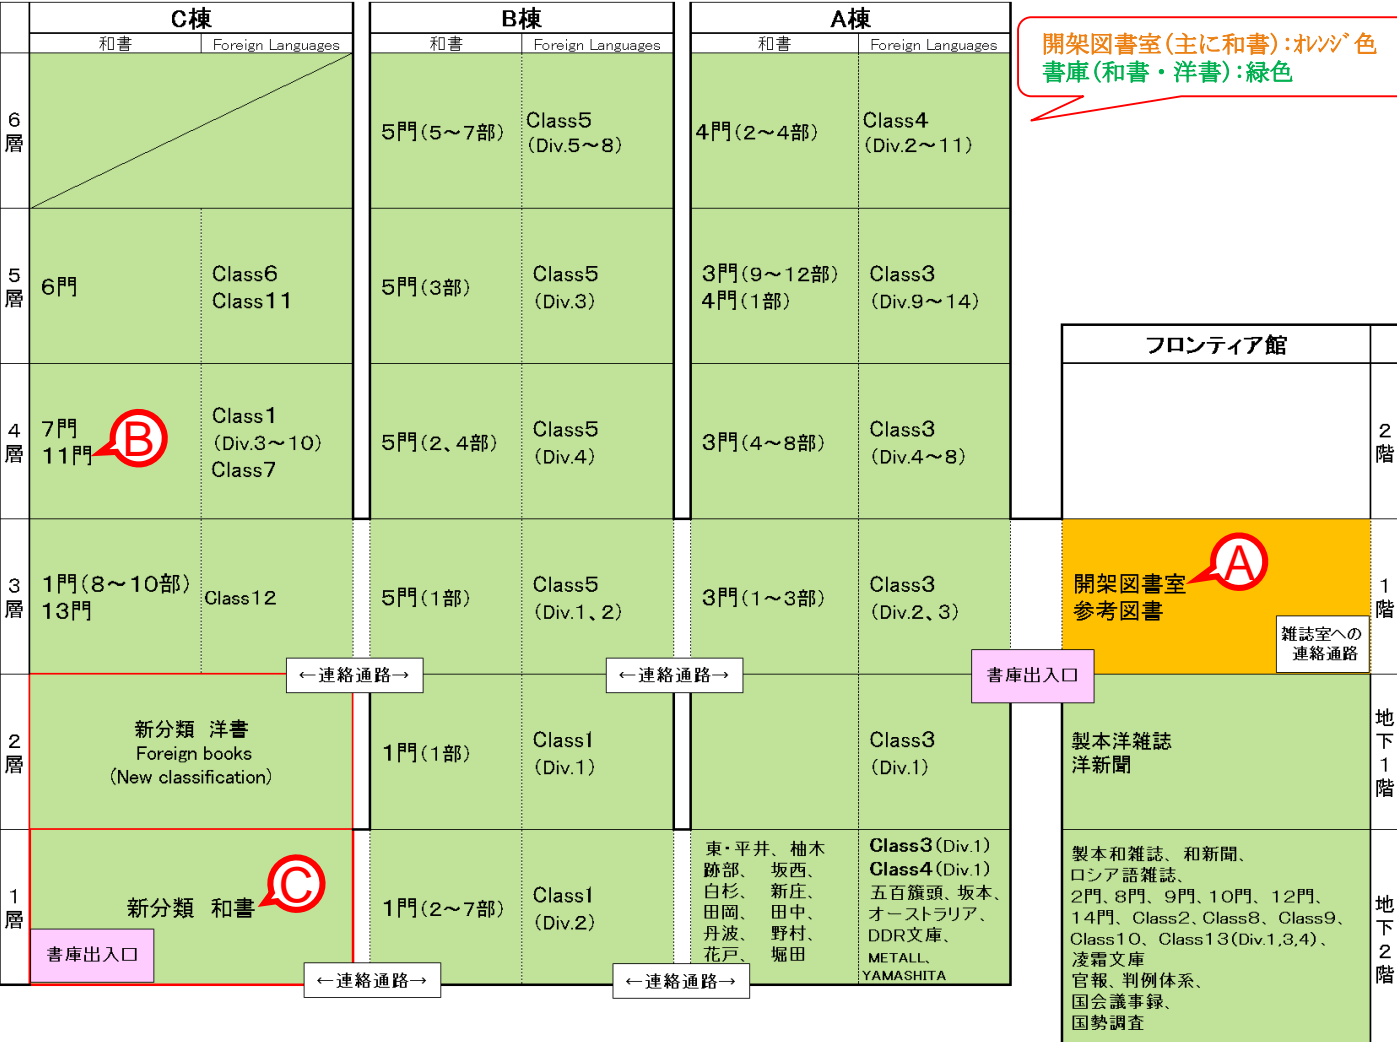 C棟
B棟
A棟
和書
Foreign Languages
和書
Foreign Languages
和書
Foreign Languages
開架図書室(主に和書):オレンジ色
書庫(和書・洋書):緑色
6層
5門(5～7部)
Class5
(Div.5～8)
4門(2～4部)
Class4
(Div.2～11)
5層
6門
Class6
Class11
5門(3部)
Class5
(Div.3)
3門(9～12部)
4門(1部)
Class3
(Div.9～14)
フロンティア館
4層
7門
11門
B
Class1
(Div.3～10)
Class7
5門(2、4部)
Class5
(Div.4)
3門(4～8部)
Class3
(Div.4～8)
2階
3層
1門(8～10部)
13門
Class12
5門(1部)
Class5
(Div.1、2)
3門(1～3部)
Class3
(Div.2、3)
開架図書室
参考図書
A
雑誌室への
連絡通路
1階
←連絡通路→
←連絡通路→
書庫出入口
2層
新分類 洋書
Foreign books
(New classification)
1門(1部)
Class1
(Div.1)
Class3
(Div.1)
製本洋雑誌
洋新聞
地下1階
1層
新分類 和書
C
書庫出入口
1門(2～7部)
Class1
(Div.2)
東・平井、柚木
跡部、 坂西、
白杉、 新庄、
田岡、 田中、
丹波、 野村、
花戸、 堀田
Class3(Div.1)
Class4(Div.1)
五百籏頭、坂本、
オーストラリア、
DDR文庫、
METALL、
YAMASHITA
製本和雑誌、和新聞、
ロシア語雑誌、
2門、8門、9門、10門、12門、
14門、Class2、Class8、Class9、
Class10、Class13(Div.1,3,4)、
凌霜文庫
官報、判例体系、
国会議事録、
国勢調査
地下2階
←連絡通路→
←連絡通路→